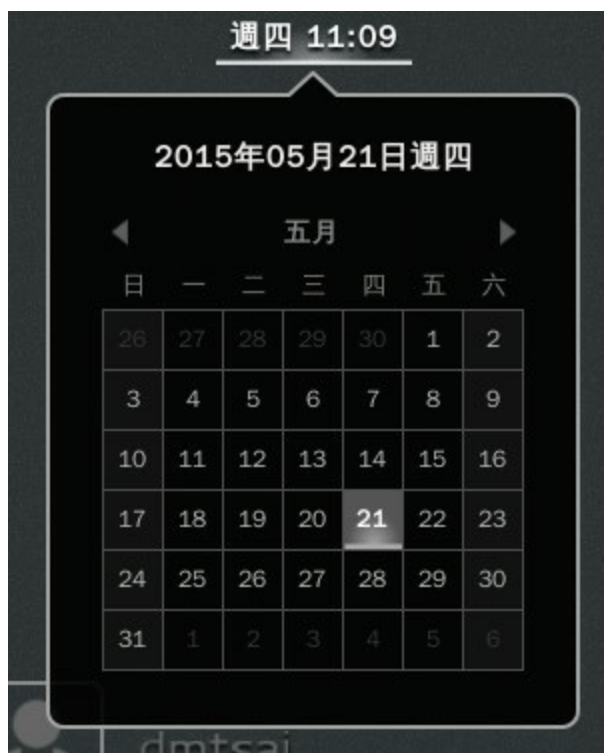 週四 11:09
2015年05月21日週四
五月
日 一 二 三 四 五 六
26 27 28 29 30 1 2
3 4 5 6 7 8 9
10 11 12 13 14 15 16
17 18 19 20 21 22 23
24 25 26 27 28 29 30
31 1 2 3 4 5 6
dmtsai